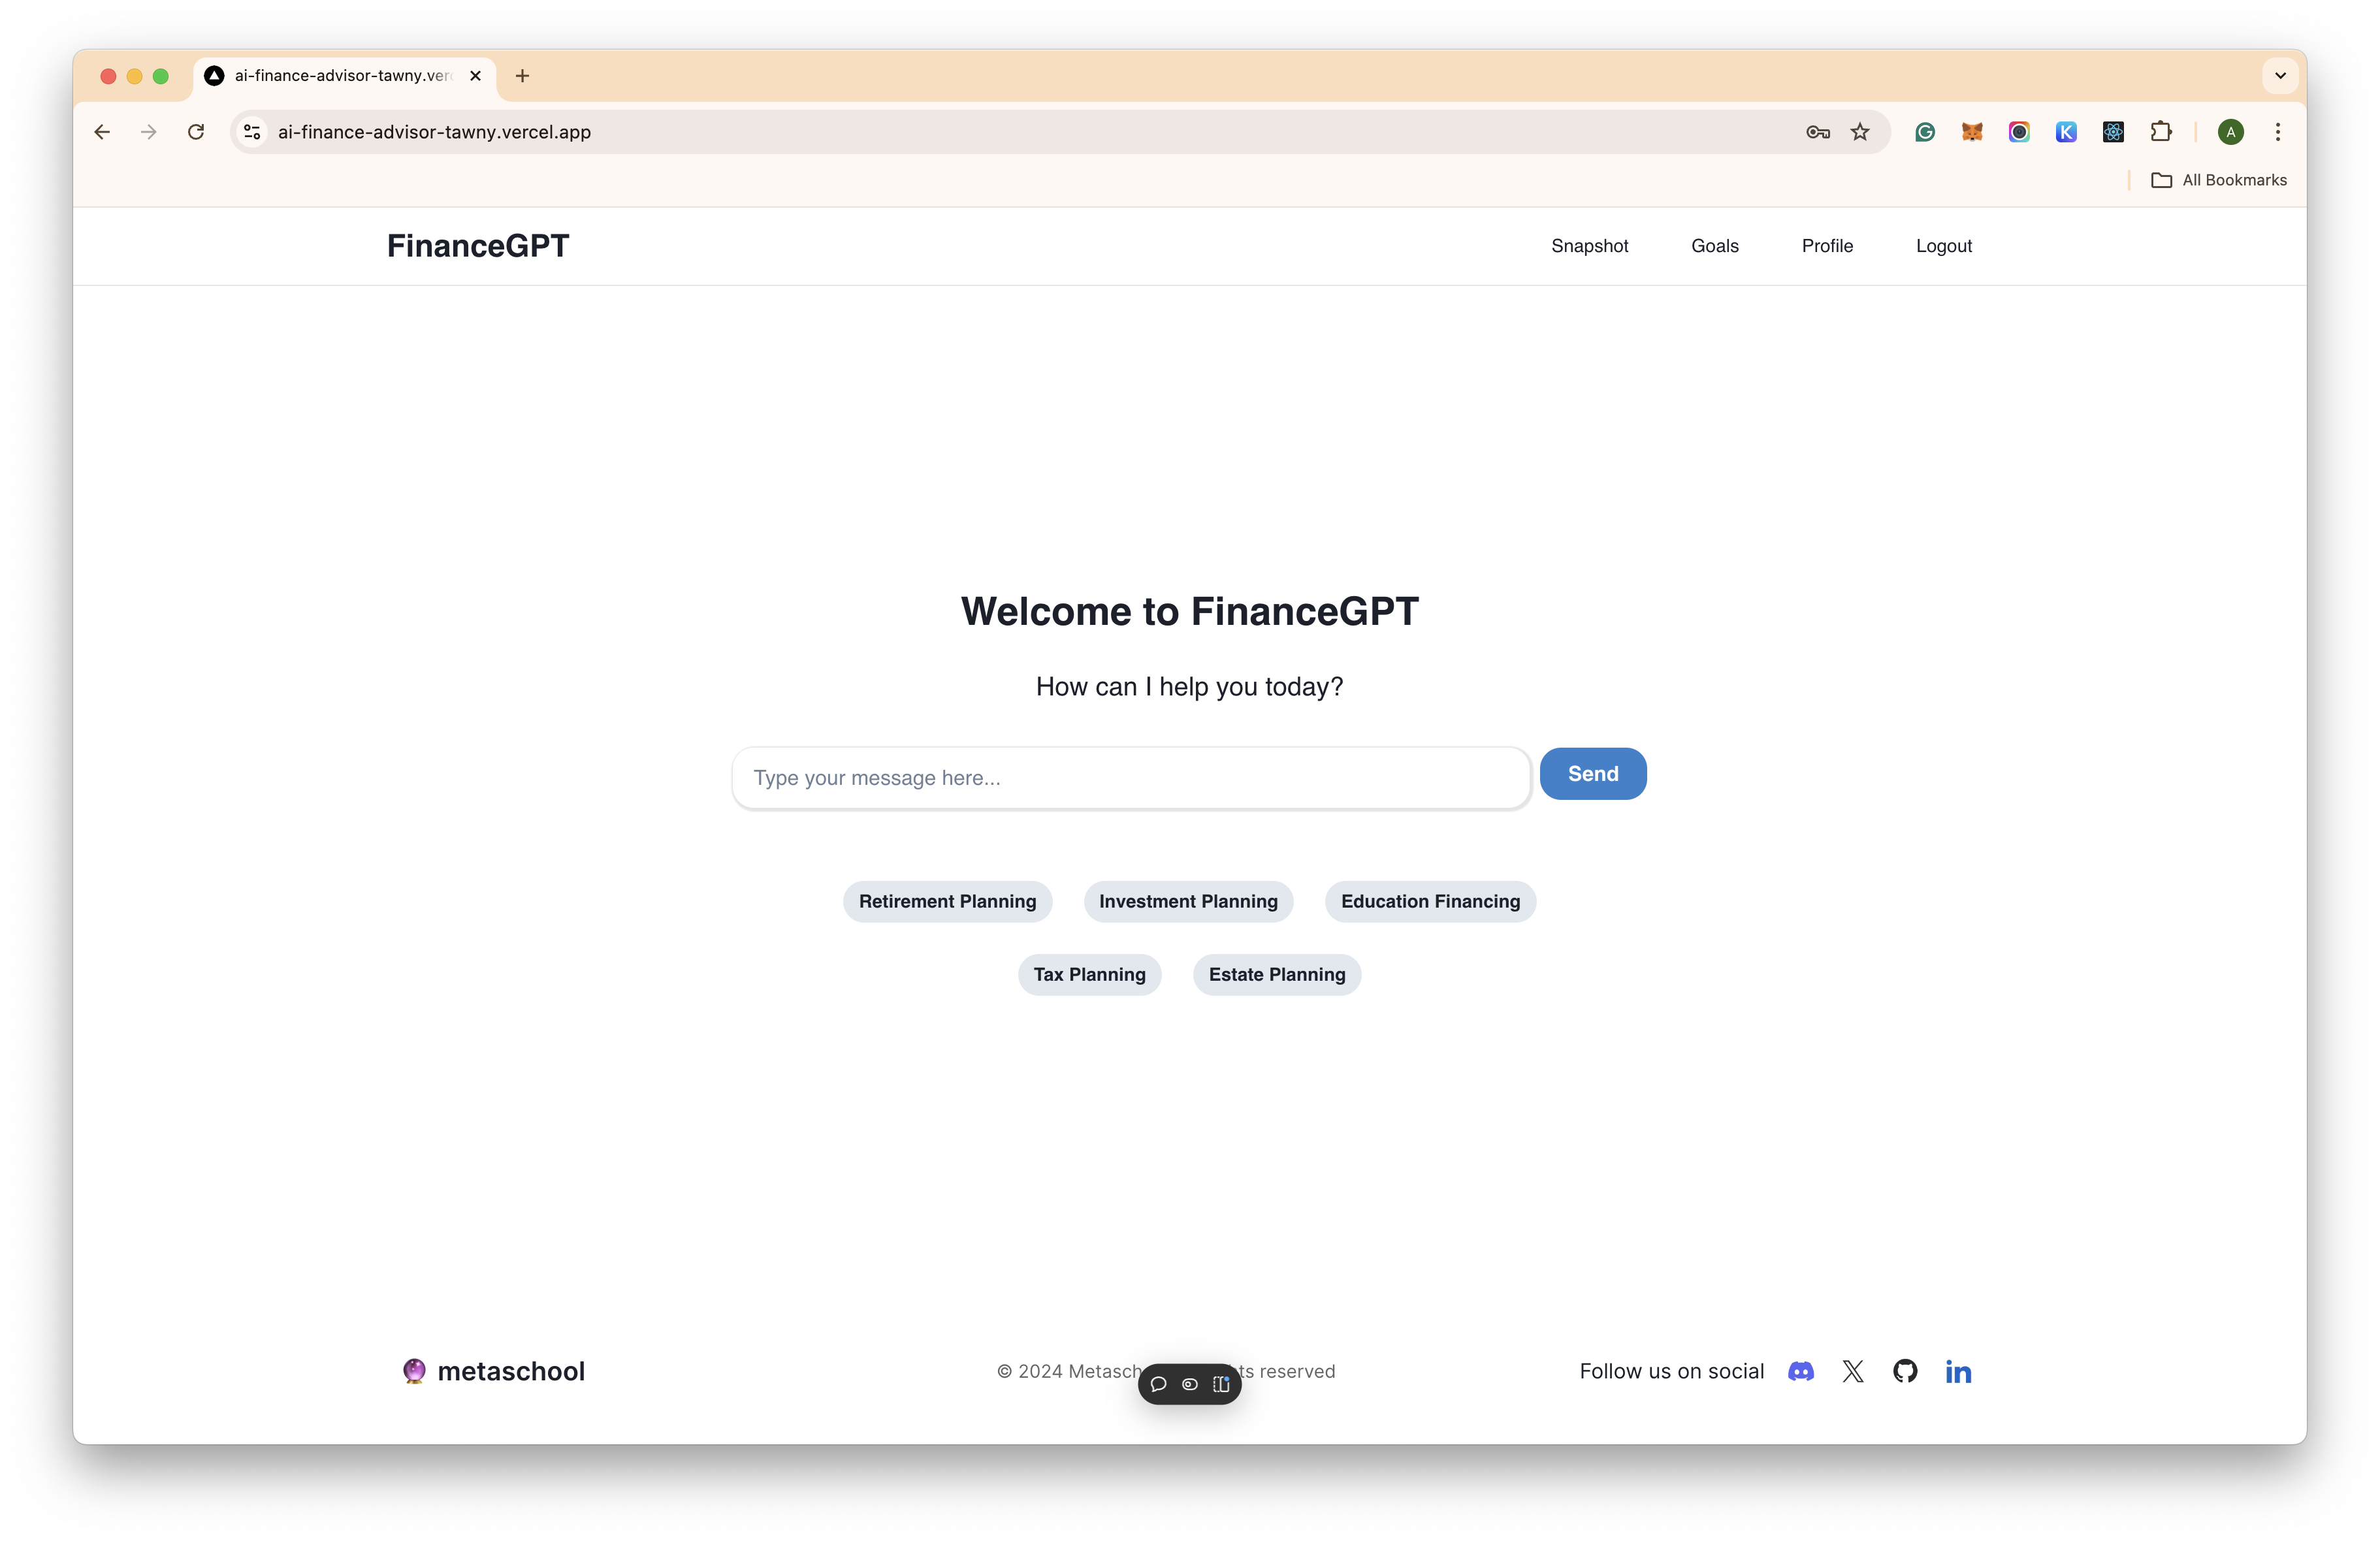 ai-finance-advisor-tawny.ver
ai-finance-advisor-tawny.vercel.app
A
All Bookmarks
FinanceGPT
Snapshot Goals Profile Logout
Welcome to FinanceGPT
How can I help you today?
Type your message here...
Send
Retirement Planning Investment Planning Education Financing
Tax Planning Estate Planning
metaschool
© 2024 Metasch ts reserved
Follow us on social